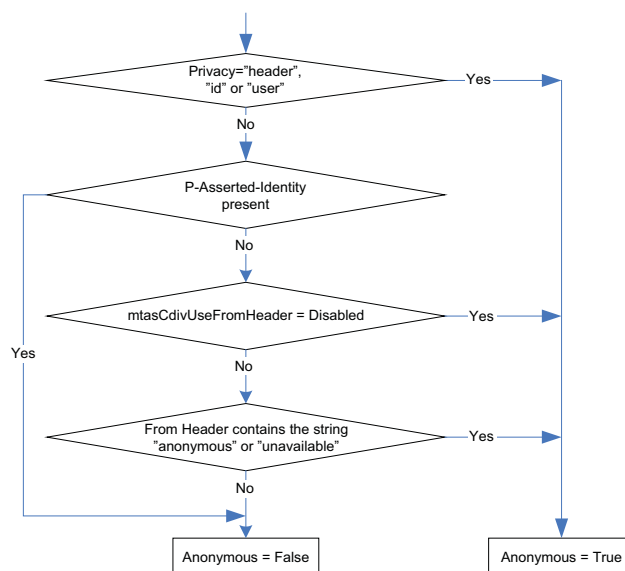 Privacy=”header”,
”id” or ”user”
Yes
No
P-Asserted-Identity
present
No
mtasCdivUseFromHeader = Disabled
Yes
Yes
No
From Header contains the string
”anonymous” or ”unavailable”
Yes
No
Anonymous = False
Anonymous = True